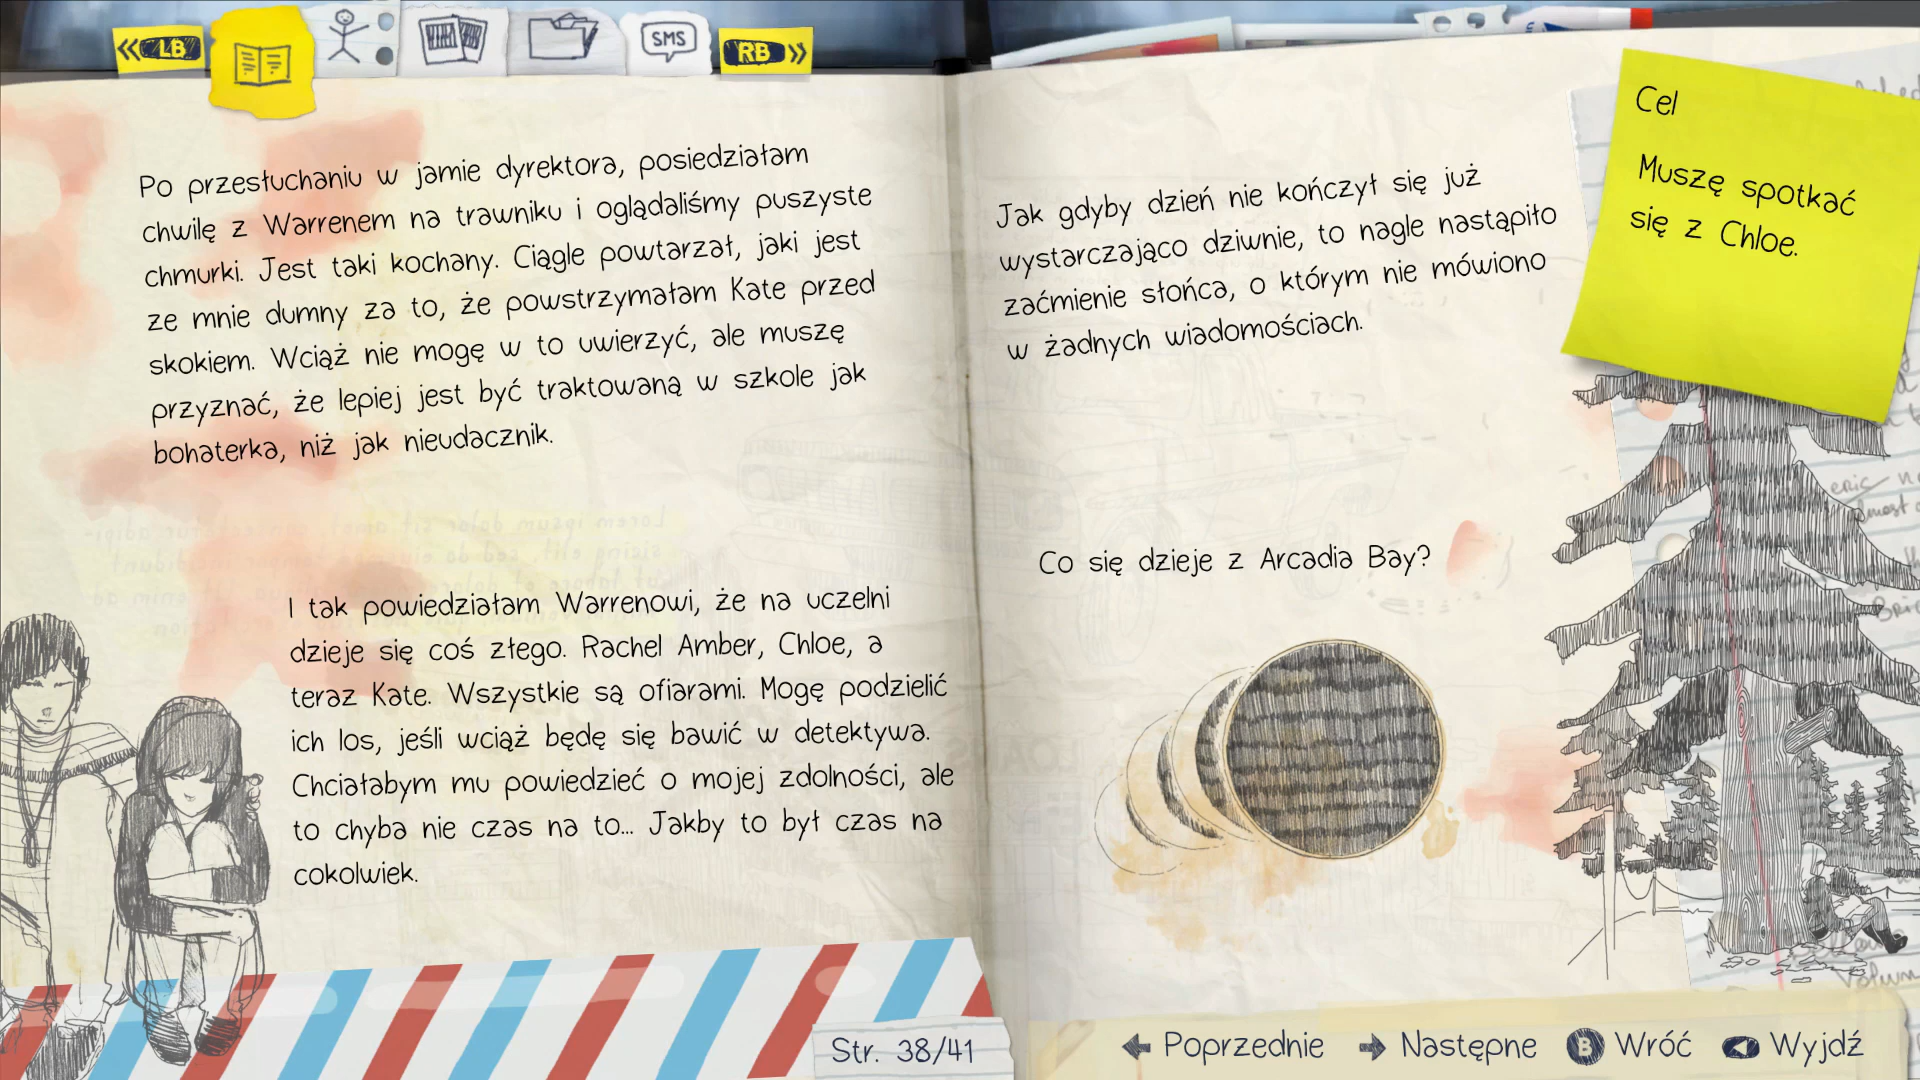 LB
SMS
RB
Po przesłuchaniu w jamie dyrektora, posiedziałam
chwilę z Warrenem na trawniku i oglądaliśmy puszyste
chmurki. Jest taki kochany. Ciągle powtarzał, jaki jest
ze mnie dumny za to, że powstrzymałam Kate przed
skokiem. Wciąż nie mogę w to uwierzyć, ale muszę
przyznać, że lepiej jest być traktowaną w szkole jak
bohaterka, niż jak nieudacznik.
I tak powiedziałam Warrenowi, że na uczelni
dzieje się coś złego. Rachel Amber, Chloe, a
teraz Kate. Wszystkie są ofiarami. Mogę podzielić
ich los, jeśli wciąż będę się bawić w detektywa.
Chciałabym mu powiedzieć o mojej zdolności, ale
to chyba nie czas na to... Jakby to był czas na
cokolwiek.
Str. 38/41
Jak gdyby dzień nie kończył się już
wystarczająco dziwnie, to nagle nastąpiło
zaćmienie słońca, o którym nie mówiono
w żadnych wiadomościach.
Co się dzieje z Arcadia Bay?
Cel
Muszę spotkać
się z Chloe.
Poprzednie Następne B Wróć Wyjdź